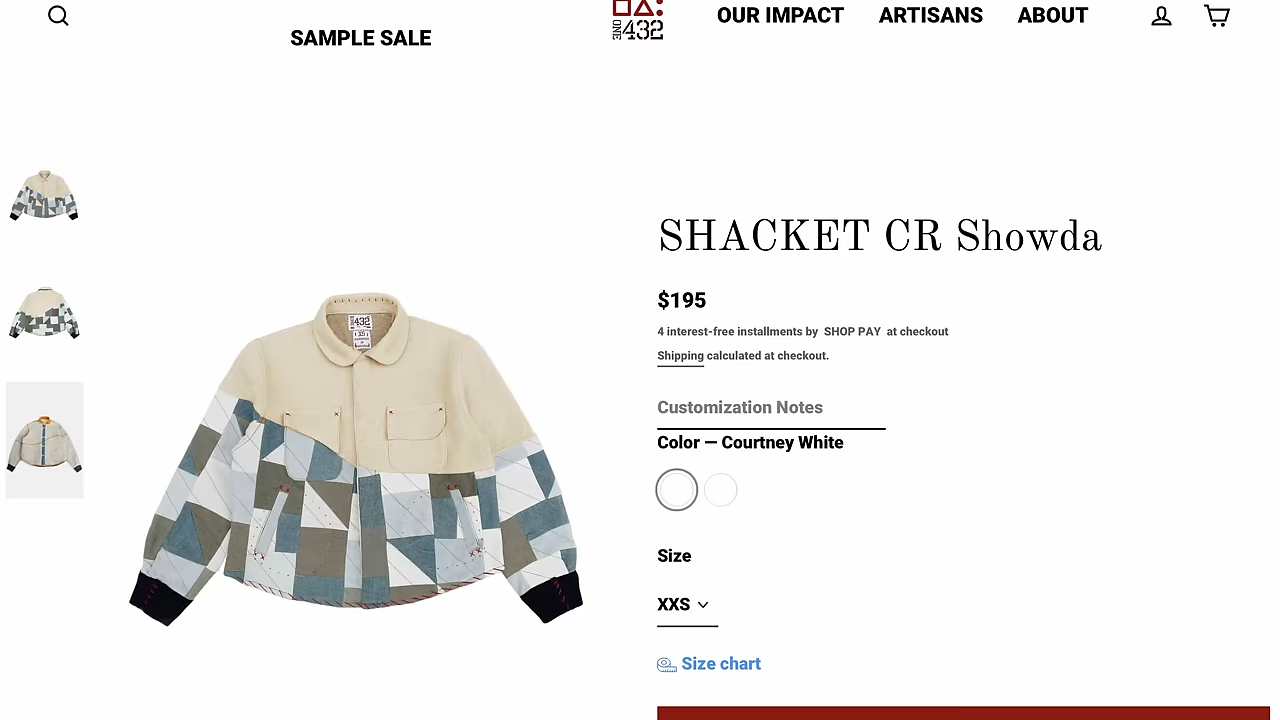 SAMPLE SALE
ONE
432
OUR IMPACT
ARTISANS
ABOUT
432
SHACKET CR Showda
$195
4 interest-free installments by SHOP PAY at checkout
Shipping calculated at checkout.
Customization Notes
Color — Courtney White
Size
XXS
Size chart